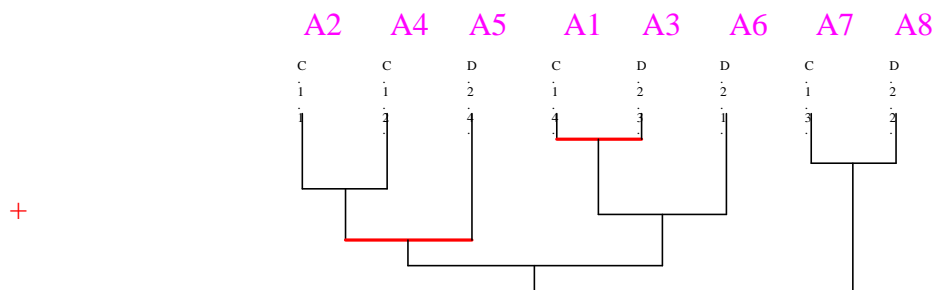 A2 A4 A5 A1 A3 A6 A7 A8
C.1.1. C.1.2. D.2.4. C.1.4. D.2.3. D.2.1. C.1.3. D.2.2.
+